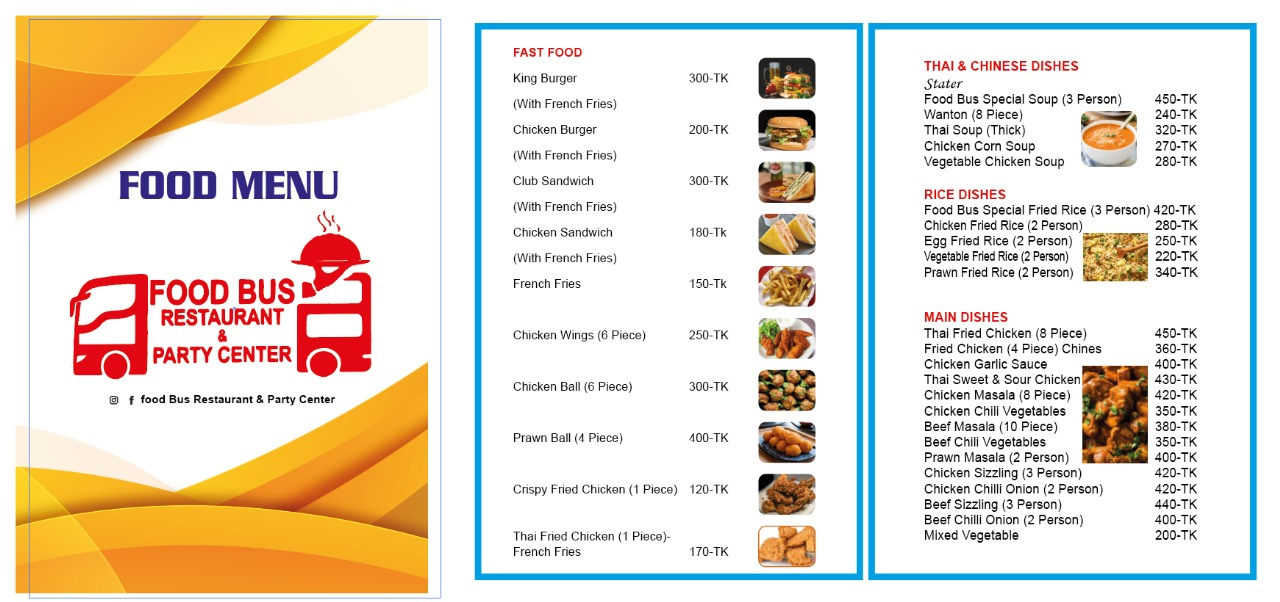 FOOD MENU
FOOD BUS
RESTAURANT
&
PARTY CENTER
food Bus Restaurant & Party Center
FAST FOOD
King Burger 300-TK
(With French Fries)
Chicken Burger 200-TK
(With French Fries)
Club Sandwich 300-TK
(With French Fries)
Chicken Sandwich 180-Tk
(With French Fries)
French Fries 150-Tk
Chicken Wings (6 Piece) 250-TK
Chicken Ball (6 Piece) 300-TK
Prawn Ball (4 Piece) 400-TK
Crispy Fried Chicken (1 Piece) 120-TK
Thai Fried Chicken (1 Piece)-
French Fries 170-TK
THAI & CHINESE DISHES
Stater
Food Bus Special Soup (3 Person) 450-TK
Wanton (8 Piece) 240-TK
Thai Soup (Thick) 320-TK
Chicken Corn Soup 270-TK
Vegetable Chicken Soup 280-TK
RICE DISHES
Food Bus Special Fried Rice (3 Person) 420-TK
Chicken Fried Rice (2 Person) 280-TK
Egg Fried Rice (2 Person) 250-TK
Vegetable Fried Rice (2 Person) 220-TK
Prawn Fried Rice (2 Person) 340-TK
MAIN DISHES
Thai Fried Chicken (8 Piece) 450-TK
Fried Chicken (4 Piece) Chines 360-TK
Chicken Garlic Sauce 400-TK
Thai Sweet & Sour Chicken 430-TK
Chicken Masala (8 Piece) 420-TK
Chicken Chili Vegetables 350-TK
Beef Masala (10 Piece) 380-TK
Beef Chili Vegetables 350-TK
Prawn Masala (2 Person) 400-TK
Chicken Sizzling (3 Person) 420-TK
Chicken Chilli Onion (2 Person) 420-TK
Beef Sizzling (3 Person) 440-TK
Beef Chilli Onion (2 Person) 400-TK
Mixed Vegetable 200-TK